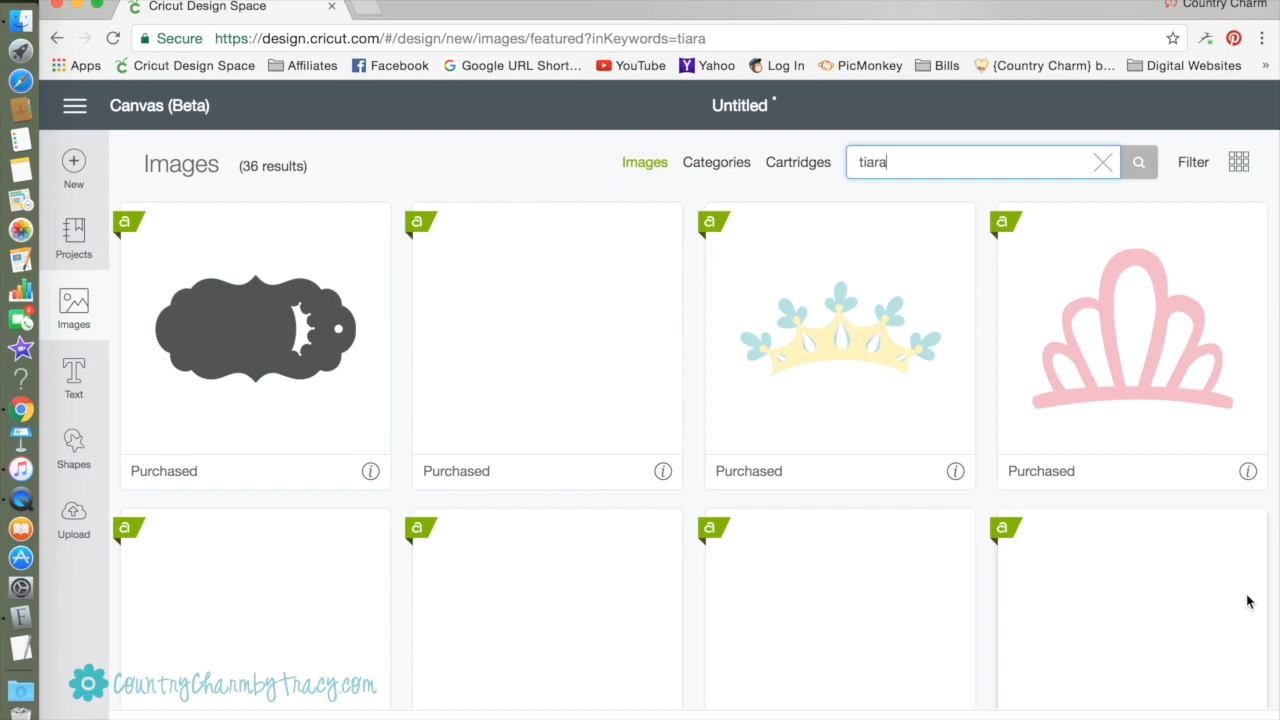 Cricut Design Space
Country Charm
Secure https://design.cricut.com/#/design/new/images/featured?inKeywords=tiara
Apps Cricut Design Space Affiliates Facebook Google URL Short... YouTube Yahoo Log In PicMonkey Bills {Country Charm} b... Digital Websites »
Canvas (Beta) Untitled *
Images (36 results) Images Categories Cartridges tiara Filter
New
Projects
Images
Text
Shapes
Upload
a a a a
Purchased Purchased Purchased Purchased
a a a a
CountryCharmbyTracy.com